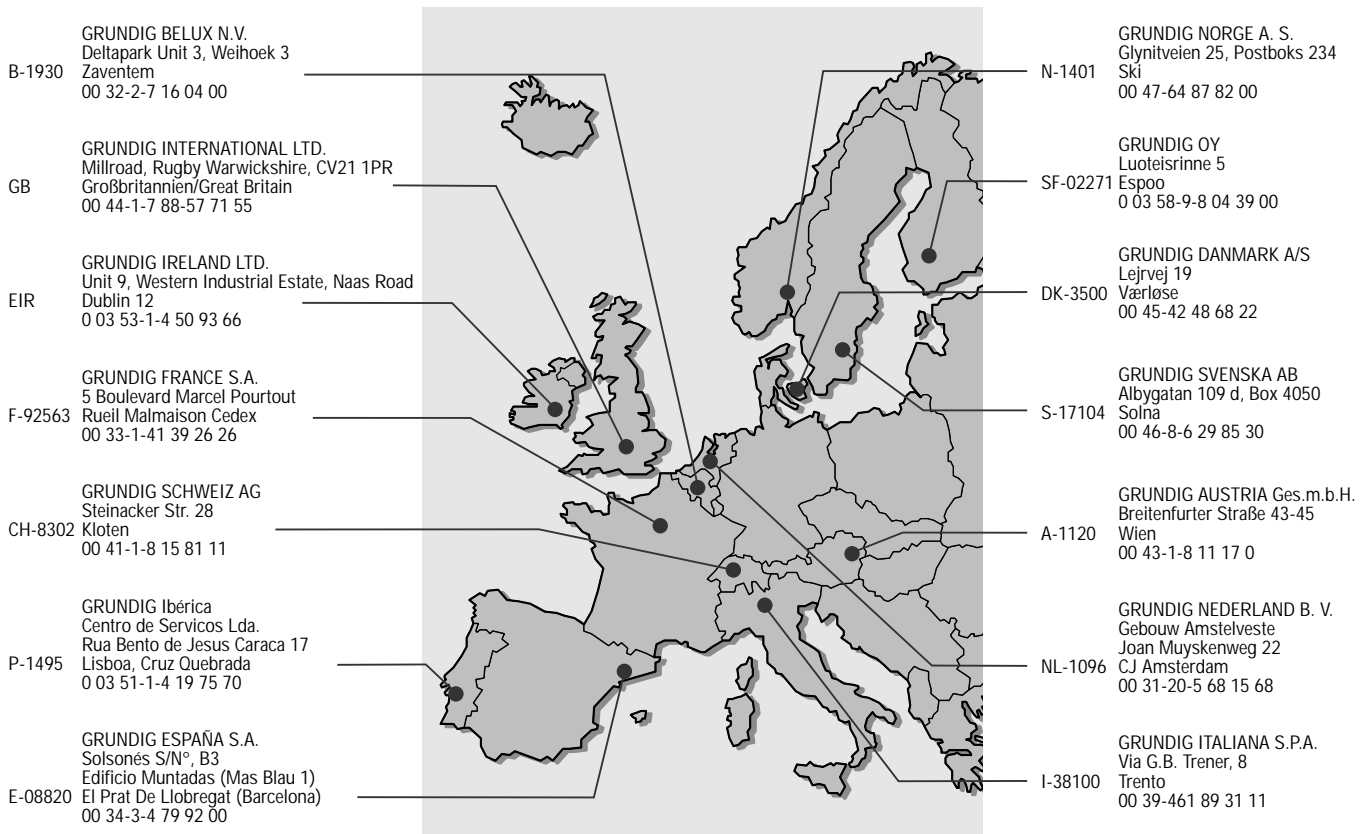 GRUNDIG BELUX N.V.
Deltapark Unit 3, Weihoek 3
B-1930 Zaventem
00 32-2-7 16 04 00
GRUNDIG INTERNATIONAL LTD.
Millroad, Rugby Warwickshire, CV21 1PR
GB Großbritannien/Great Britain
00 44-1-7 88-57 71 55
GRUNDIG IRELAND LTD.
Unit 9, Western Industrial Estate, Naas Road
EIR Dublin 12
0 03 53-1-4 50 93 66
GRUNDIG FRANCE S.A.
5 Boulevard Marcel Pourtout
F-92563 Rueil Malmaison Cedex
00 33-1-41 39 26 26
GRUNDIG SCHWEIZ AG
Steinacker Str. 28
CH-8302 Kloten
00 41-1-8 15 81 11
GRUNDIG Ibérica
Centro de Servicos Lda.
Rua Bento de Jesus Caraca 17
P-1495 Lisboa, Cruz Quebrada
0 03 51-1-4 19 75 70
GRUNDIG ESPAÑA S.A.
Solsonés S/N°, B3
Edificio Muntadas (Mas Blau 1)
E-08820 El Prat De Llobregat (Barcelona)
00 34-3-4 79 92 00
GRUNDIG NORGE A. S.
Glynitveien 25, Postboks 234
N-1401 Ski
00 47-64 87 82 00
GRUNDIG OY
Luoteisrinne 5
SF-02271 Espoo
0 03 58-9-8 04 39 00
GRUNDIG DANMARK A/S
Lejrvej 19
DK-3500 Værløse
00 45-42 48 68 22
GRUNDIG SVENSKA AB
Albygatan 109 d, Box 4050
S-17104 Solna
00 46-8-6 29 85 30
GRUNDIG AUSTRIA Ges.m.b.H.
Breitenfurter Straße 43-45
A-1120 Wien
00 43-1-8 11 17 0
GRUNDIG NEDERLAND B. V.
Gebouw Amstelveste
Joan Muyskenweg 22
NL-1096 CJ Amsterdam
00 31-20-5 68 15 68
GRUNDIG ITALIANA S.P.A.
Via G.B. Trener, 8
I-38100 Trento
00 39-461 89 31 11